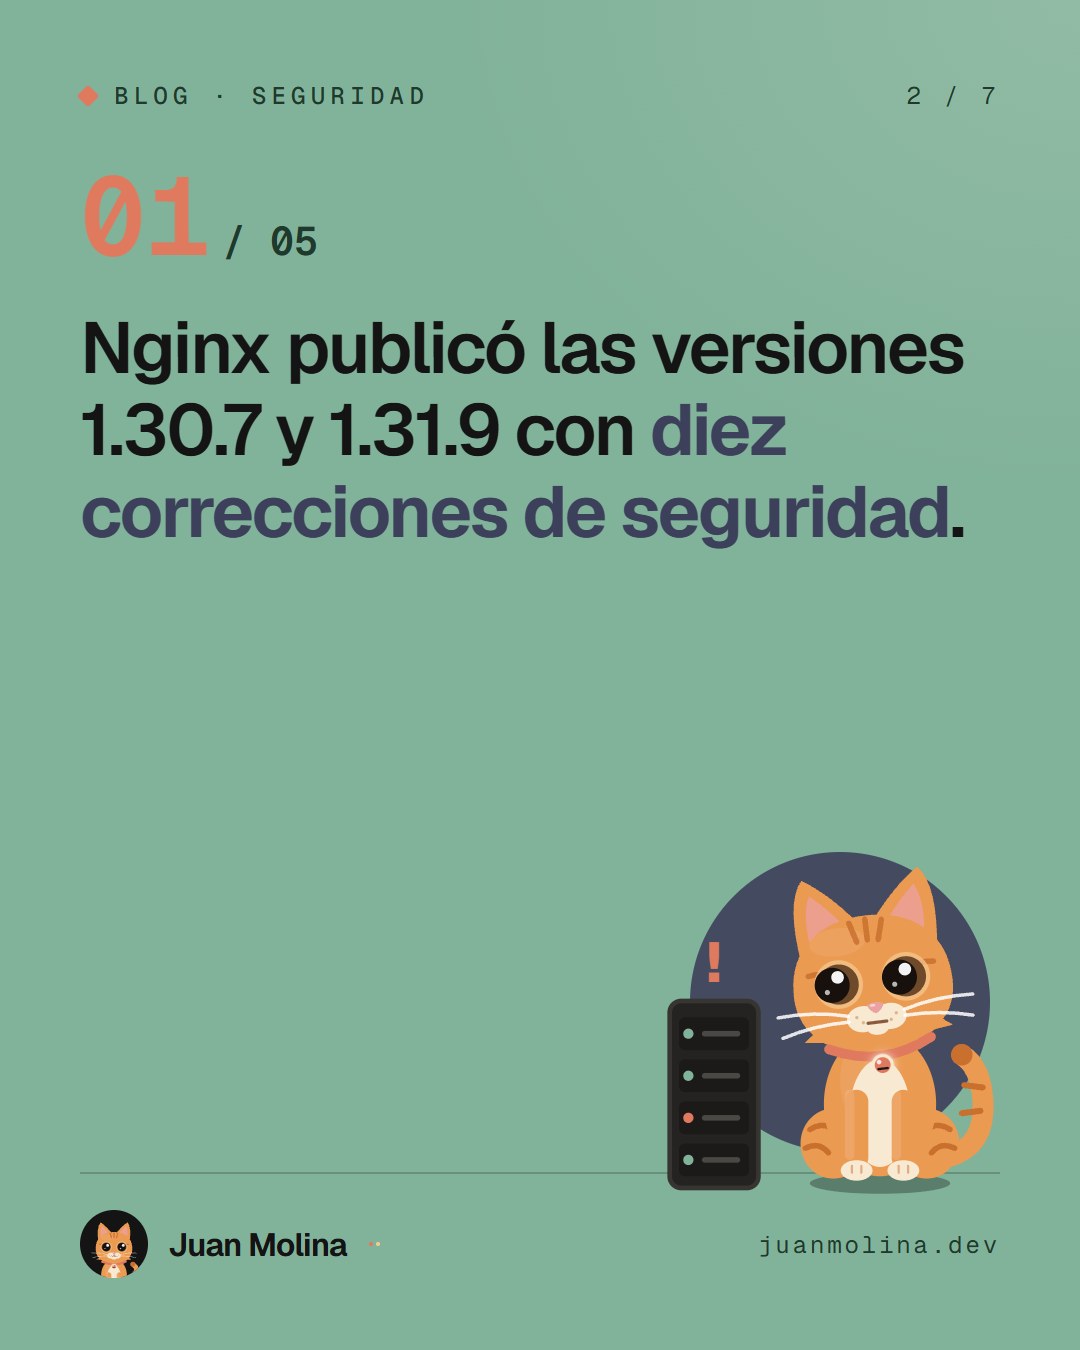 BLOG · SEGURIDAD
2 / 7
01 / 05
Nginx publicó las versiones
1.30.7 y 1.31.9 con diez
correcciones de seguridad.
!
Juan Molina
juanmolina.dev